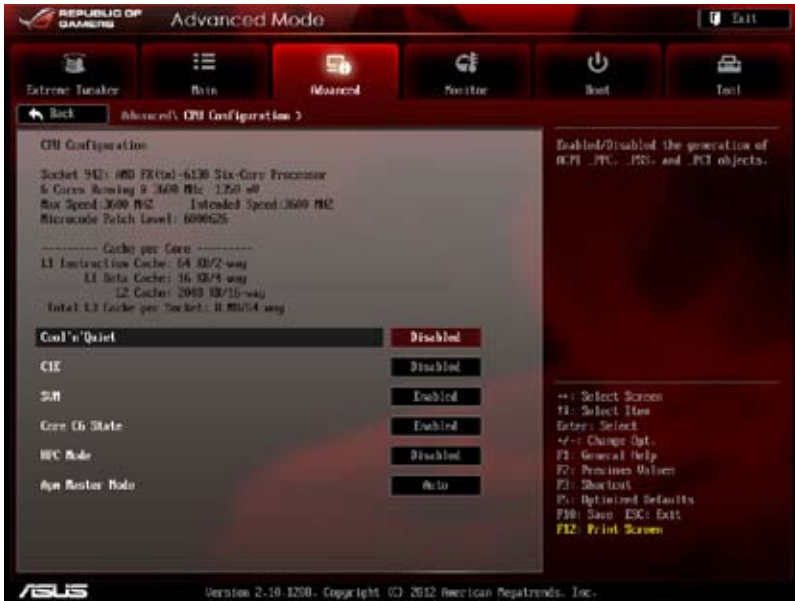 REPUBLIC OF GAMERS
Advanced Mode
Exit
Extreme Tweaker
Main
Advanced
Monitor
Boot
Tool
Back
Advanced\ CPU Configuration >
CPU Configuration
Socket 942: AMD FX(tm)-6130 Six-Core Processor
6 Cores Running @ 3600 MHz 1350 mV
Max Speed:3600 MHZ Intended Speed:3600 MHZ
Microcode Patch Level: 6000626
--------- Cache per Core ---------
L1 Instruction Cache: 64 KB/2-way
L1 Data Cache: 16 KB/4-way
L2 Cache: 2048 KB/16-way
Total L3 Cache per Socket: 8 MB/64-way
Cool'n'Quiet
Disabled
C1E
Disabled
SVM
Enabled
Core C6 State
Enabled
HPC Mode
Disabled
Apm Master Mode
Auto
Enabled/Disabled the generation of
ACPI _PPC, _PSS, and _PCT objects.
→←: Select Screen
↑↓: Select Item
Enter: Select
+/-: Change Opt.
F1: General Help
F2: Previous Values
F3: Shortcut
F5: Optimized Defaults
F10: Save ESC: Exit
F12: Print Screen
ASUS
Version 2.10.1208. Copyright (C) 2012 American Megatrends, Inc.